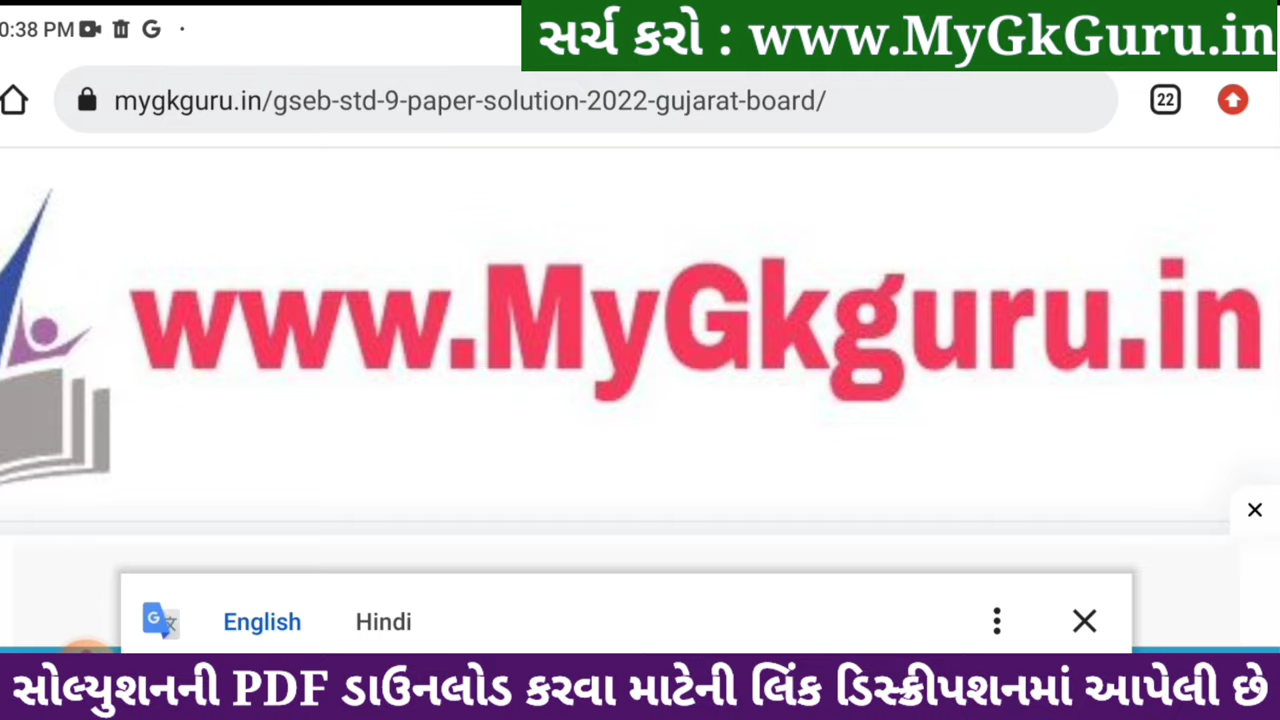 સર્ચ કરો : www.MyGkGuru.in
0:38 PM
mygkguru.in/gseb-std-9-paper-solution-2022-gujarat-board/
22
www.MyGkguru.in
English Hindi
સોલ્યુશનની PDF ડાઉનલોડ કરવા માટેની લિંક ડિસ્ક્રીપશનમાં આપેલી છે